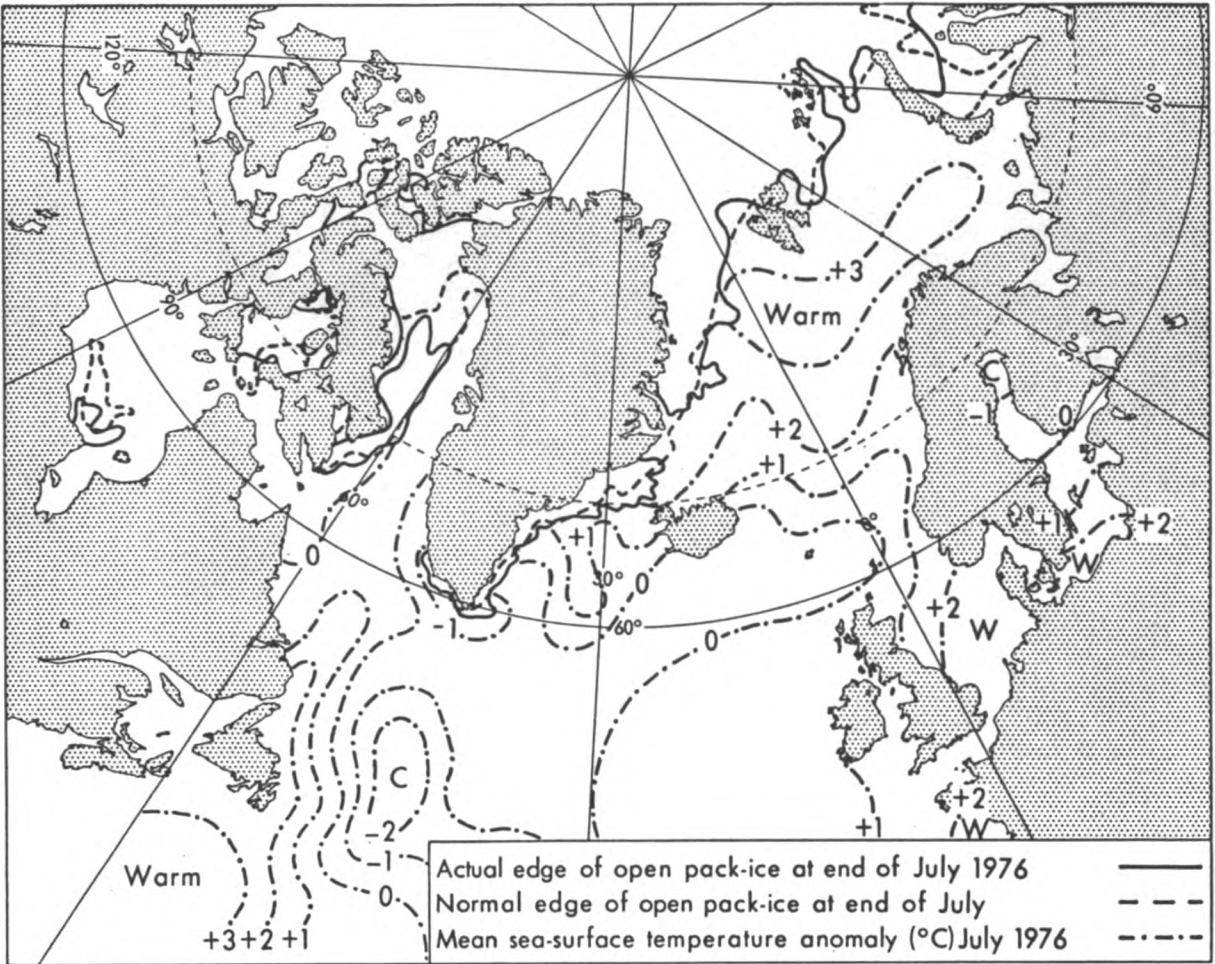 120°
60°
+3
Warm
90°
30°
C
-1
0
+2
+1
60°
0°
+1
+2
0
+1
W
30°
0
-1
60°
0
+2
W
C
-2
+2
W
+1
Warm
-1
0
+3 +2 +1
Actual edge of open pack-ice at end of July 1976
Normal edge of open pack-ice at end of July
Mean sea-surface temperature anomaly (°C) July 1976